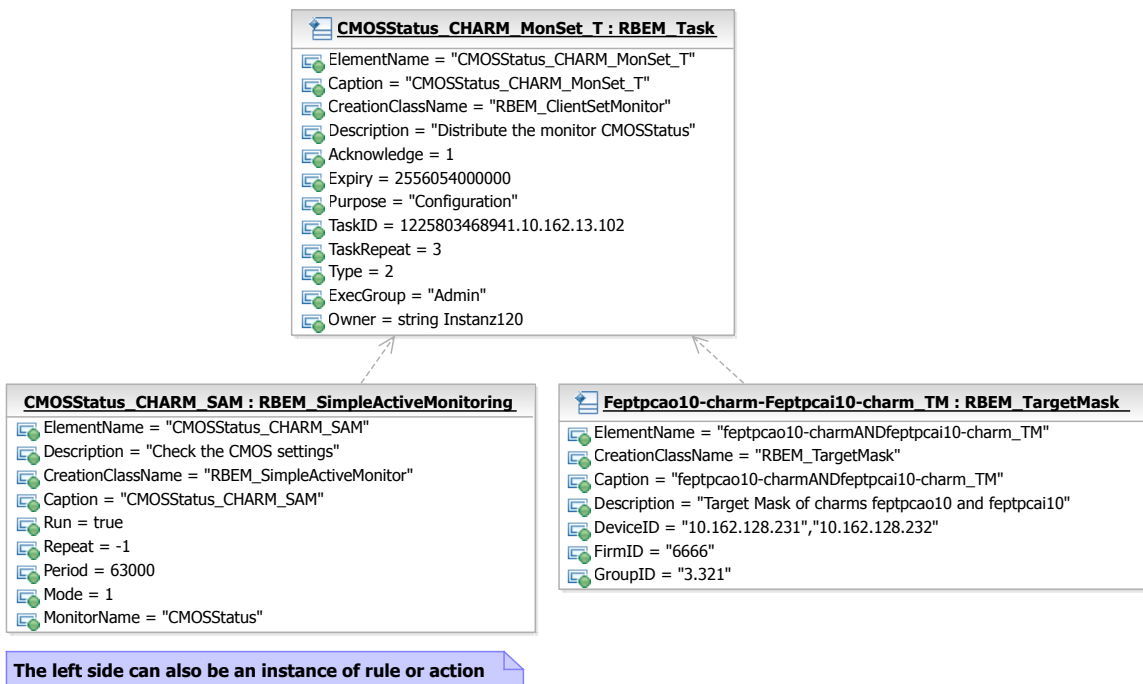 CMOSStatus_CHARM_MonSet_T : RBEM_Task
ElementName = "CMOSStatus_CHARM_MonSet_T"
Caption = "CMOSStatus_CHARM_MonSet_T"
CreationClassName = "RBEM_ClientSetMonitor"
Description = "Distribute the monitor CMOSStatus"
Acknowledge = 1
Expiry = 2556054000000
Purpose = "Configuration"
TaskID = 1225803468941.10.162.13.102
TaskRepeat = 3
Type = 2
ExecGroup = "Admin"
Owner = string Instanz120
CMOSStatus_CHARM_SAM : RBEM_SimpleActiveMonitoring
ElementName = "CMOSStatus_CHARM_SAM"
Description = "Check the CMOS settings"
CreationClassName = "RBEM_SimpleActiveMonitor"
Caption = "CMOSStatus_CHARM_SAM"
Run = true
Repeat = -1
Period = 63000
Mode = 1
MonitorName = "CMOSStatus"
Feptpcao10-charm-Feptpcai10-charm_TM : RBEM_TargetMask
ElementName = "feptpcao10-charmANDfeptpcai10-charm_TM"
CreationClassName = "RBEM_TargetMask"
Caption = "feptpcao10-charmANDfeptpcai10-charm_TM"
Description = "Target Mask of charms feptpcao10 and feptpcai10"
DeviceID = "10.162.128.231","10.162.128.232"
FirmID = "6666"
GroupID = "3.321"
The left side can also be an instance of rule or action